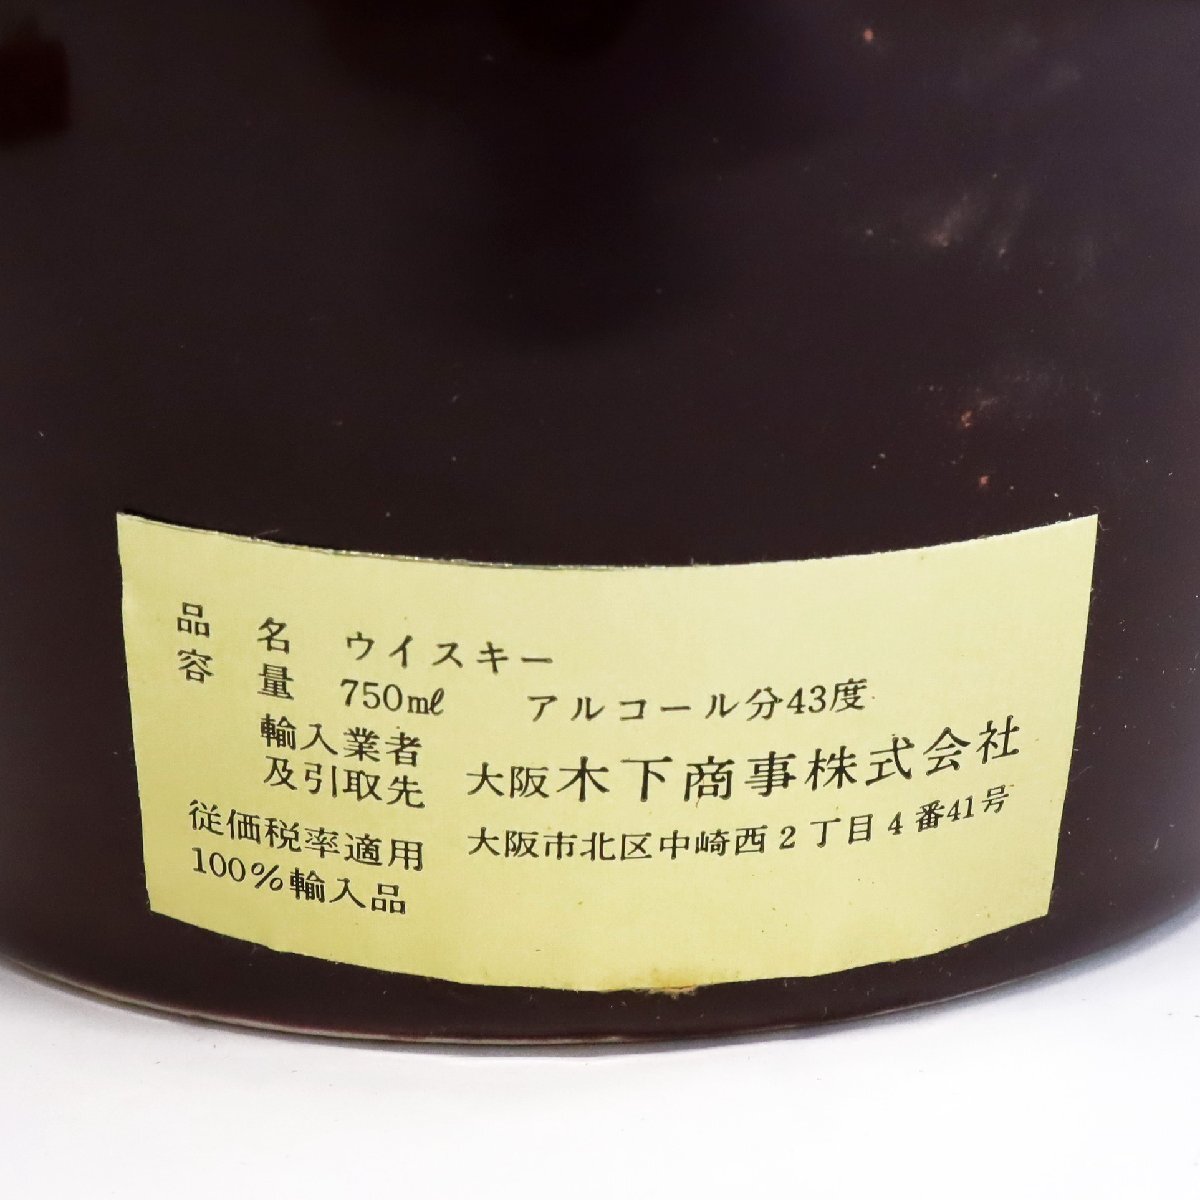 品名 ウイスキー
容量 750mℓ アルコール分43度
輸入業者
及引取先 大阪木下商事株式会社
従価税率適用 大阪市北区中崎西2丁目4番41号
100%輸入品